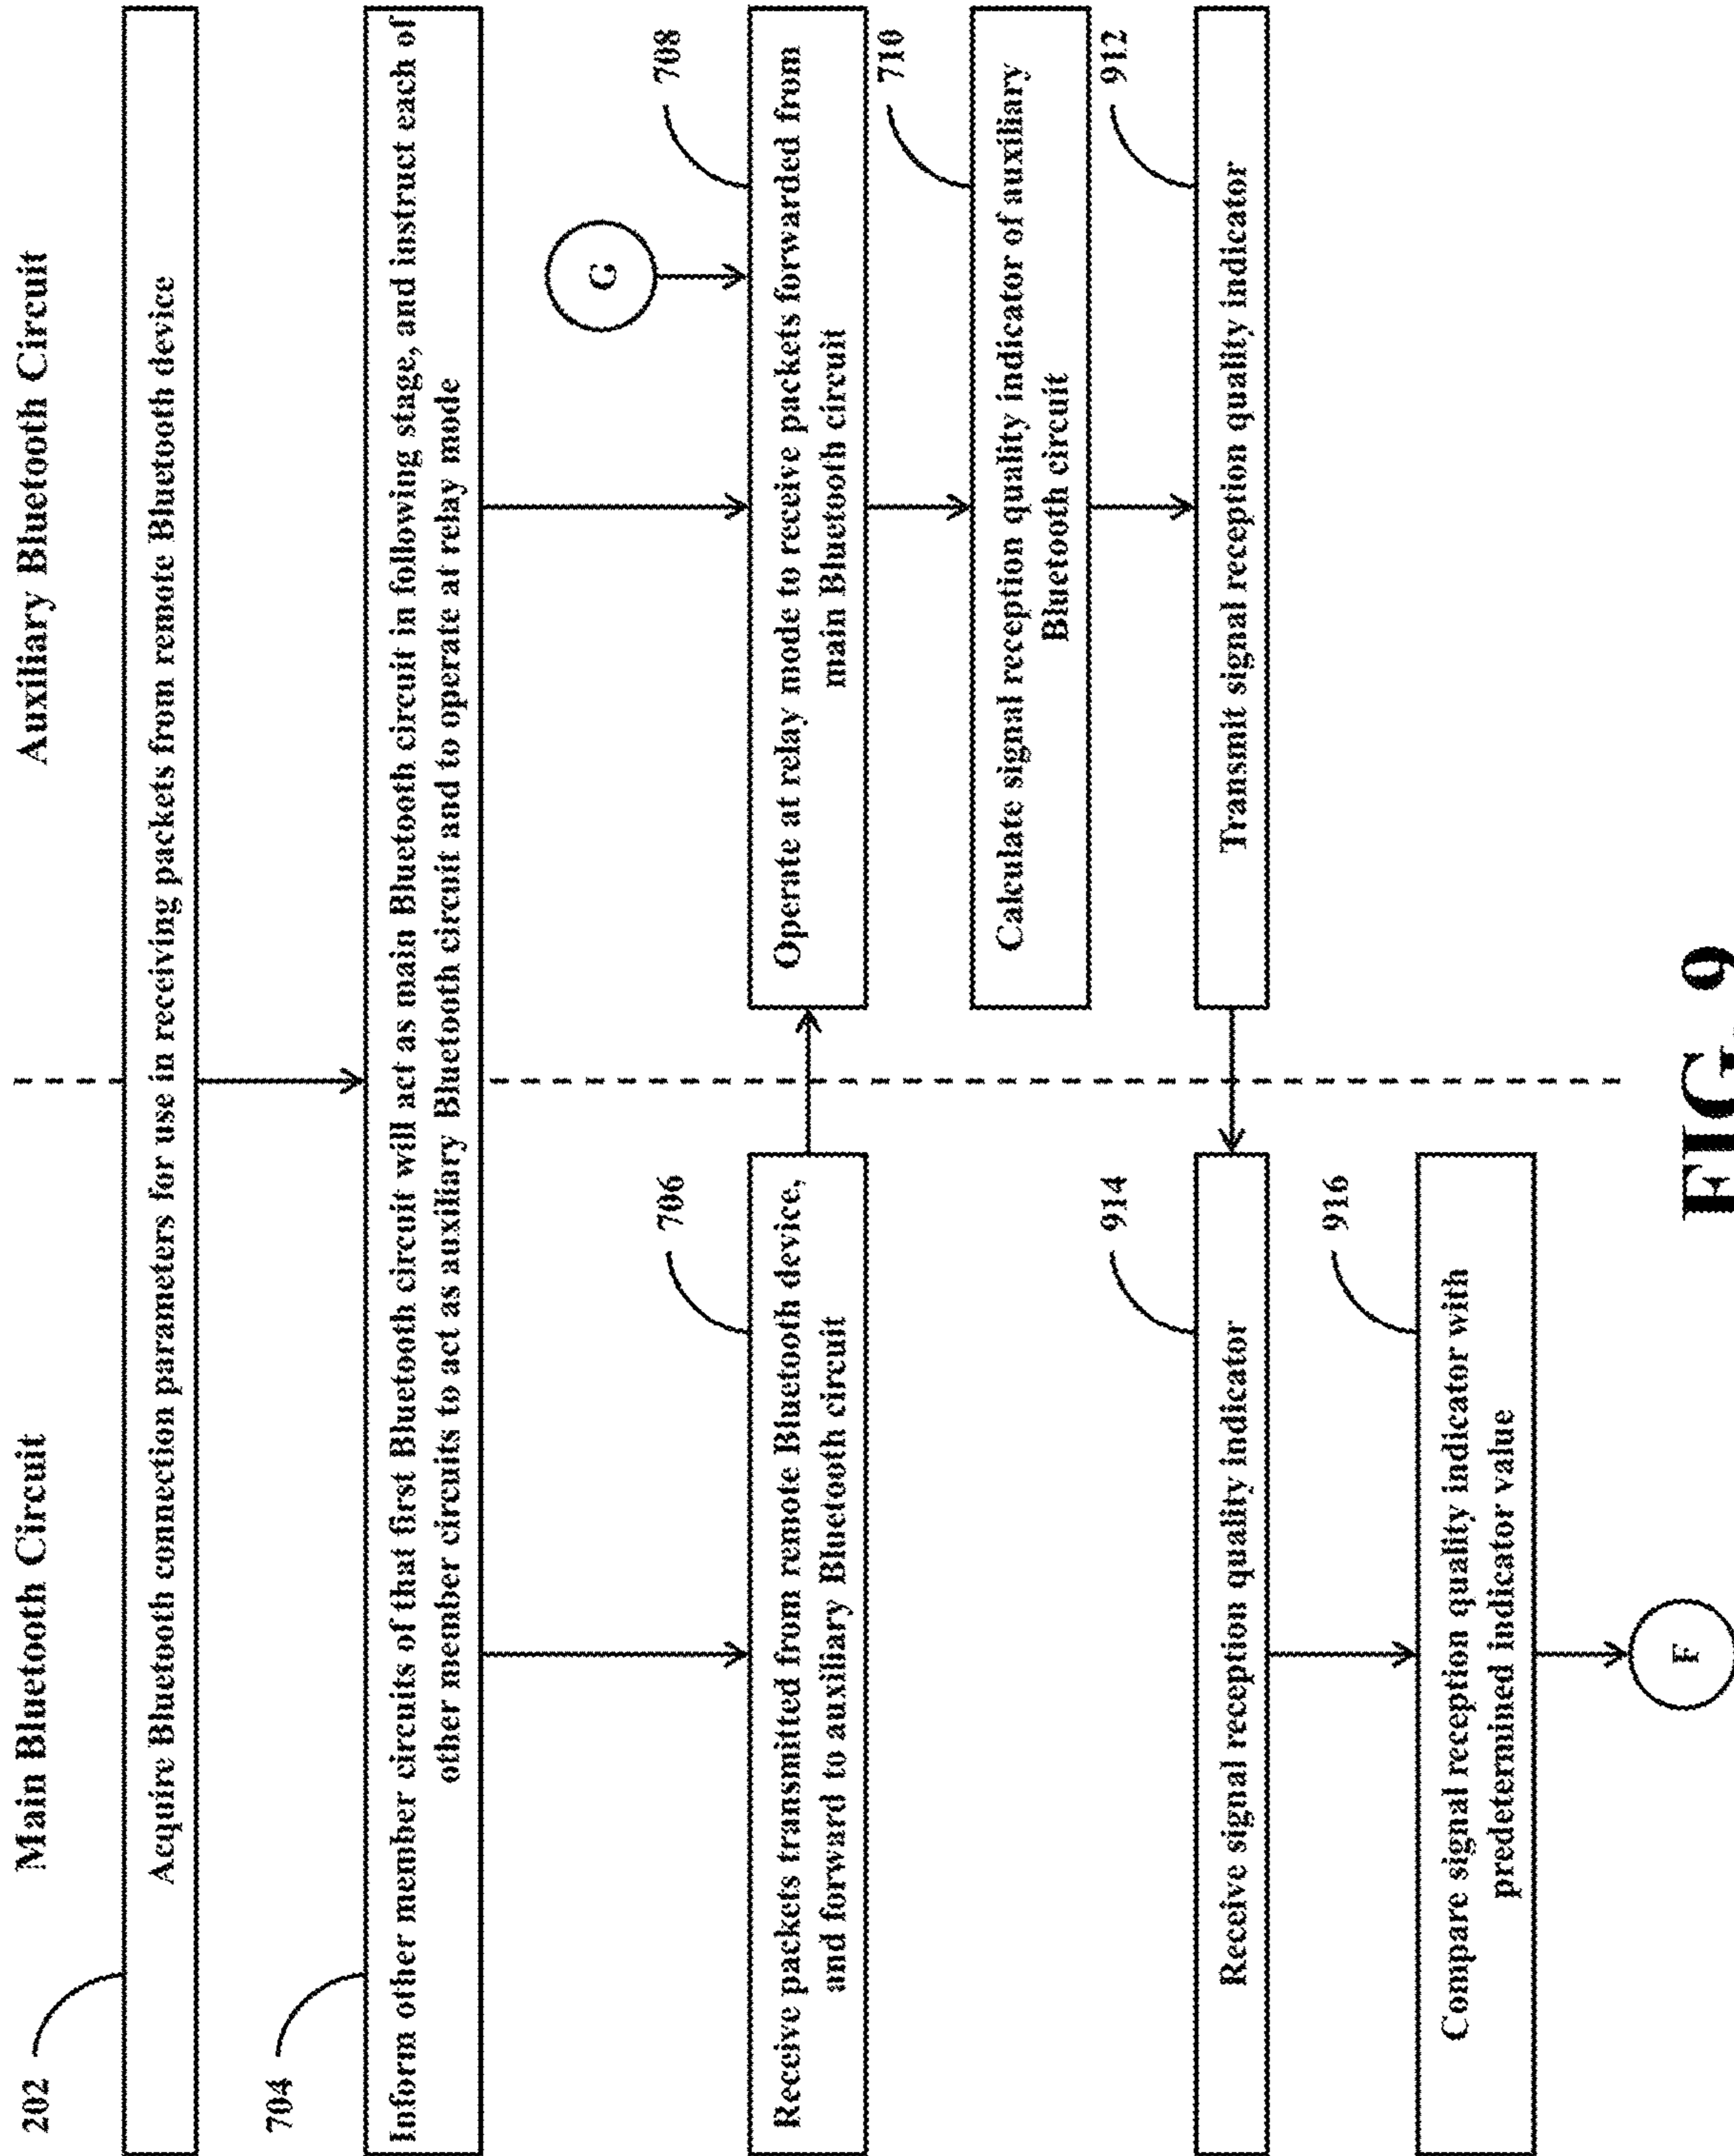 Main Bluetooth Circuit
Auxiliary Bluetooth Circuit
202
Acquire Bluetooth connection parameters for use in receiving packets from remote Bluetooth device
704
Inform other member circuits of that first Bluetooth circuit will act as main Bluetooth circuit in following stage, and instruct each of
other member circuits to act as auxiliary Bluetooth circuit and to operate at relay mode
G
706
Receive packets transmitted from remote Bluetooth device,
and forward to auxiliary Bluetooth circuit
708
Operate at relay mode to receive packets forwarded from
main Bluetooth circuit
710
Calculate signal reception quality indicator of auxiliary
Bluetooth circuit
912
Transmit signal reception quality indicator
914
Receive signal reception quality indicator
916
Compare signal reception quality indicator with
predetermined indicator value
F
FIG. 9